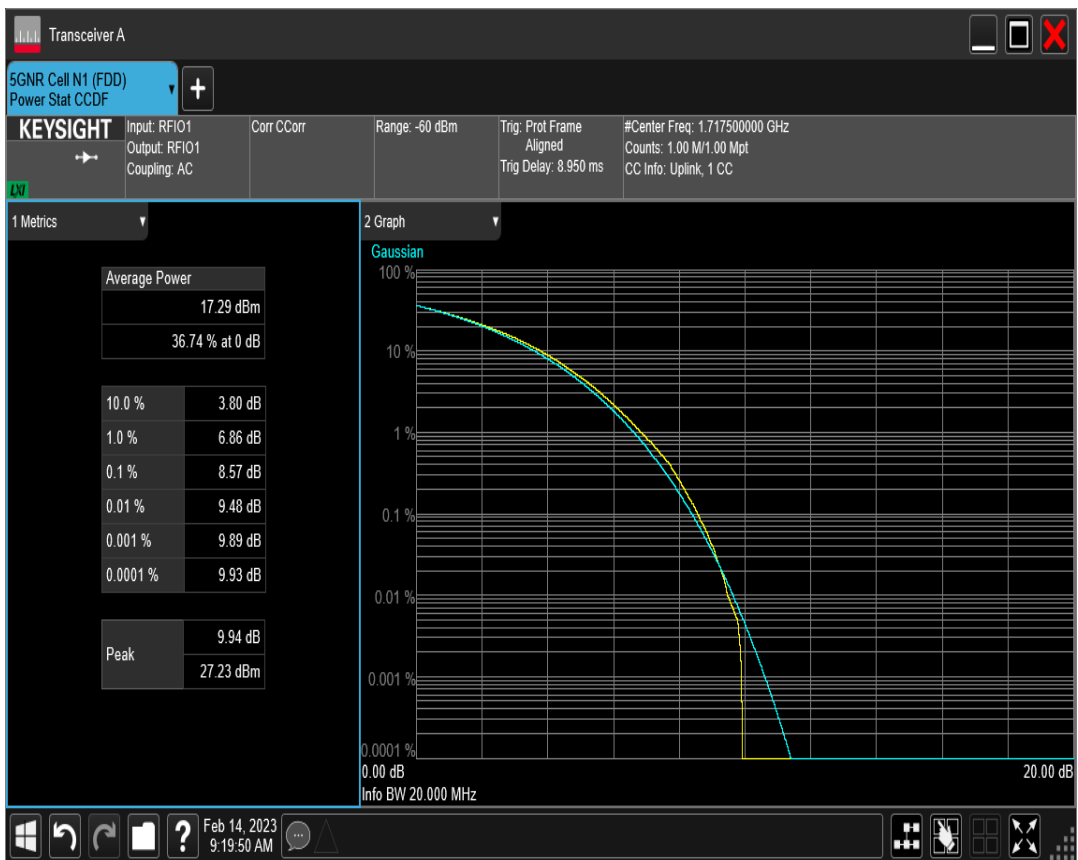 Transceiver A
5GNR Cell N1 (FDD)
Power Stat CCDF
+
KEYSIGHT
LXI
Input: RFIO1
Output: RFIO1
Coupling: AC
Corr CCorr
Range: -60 dBm
Trig: Prot Frame
Aligned
Trig Delay: 8.950 ms
#Center Freq: 1.717500000 GHz
Counts: 1.00 M/1.00 Mpt
CC Info: Uplink, 1 CC
1 Metrics
Average Power
17.29 dBm
36.74 % at 0 dB
10.0 % 3.80 dB
1.0 % 6.86 dB
0.1 % 8.57 dB
0.01 % 9.48 dB
0.001 % 9.89 dB
0.0001 % 9.93 dB
Peak
9.94 dB
27.23 dBm
2 Graph
Gaussian
100 %
10 %
1 %
0.1 %
0.01 %
0.001 %
0.0001 %
0.00 dB 20.00 dB
Info BW 20.000 MHz
?
Feb 14, 2023
9:19:50 AM